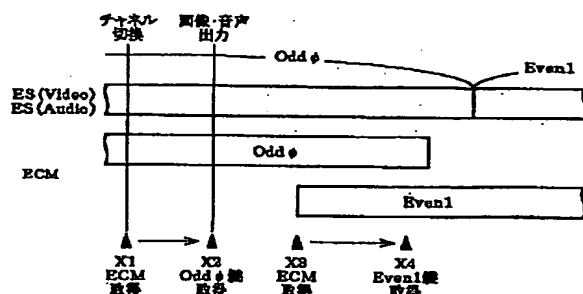 チャネル
切換
画像・音声
出力
Odd φ
Even1
ES(Video)
ES(Audio)
Odd φ
ECM
Even1
X1
ECM
取得
X2
Odd φ鍵
取得
X3
ECM
取得
X4
Even1鍵
取得